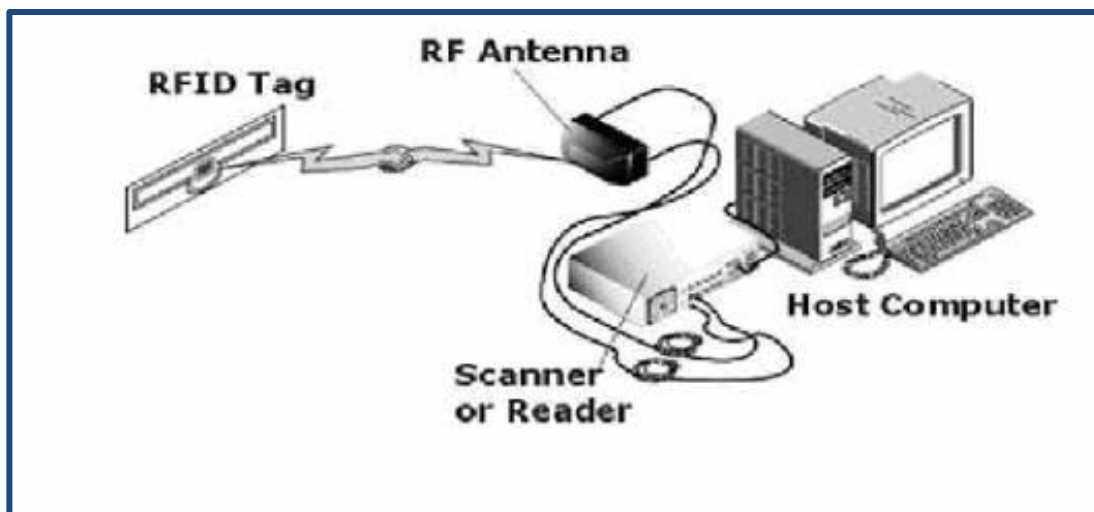 RF Antenna
RFID Tag
Host Computer
Scanner
or Reader